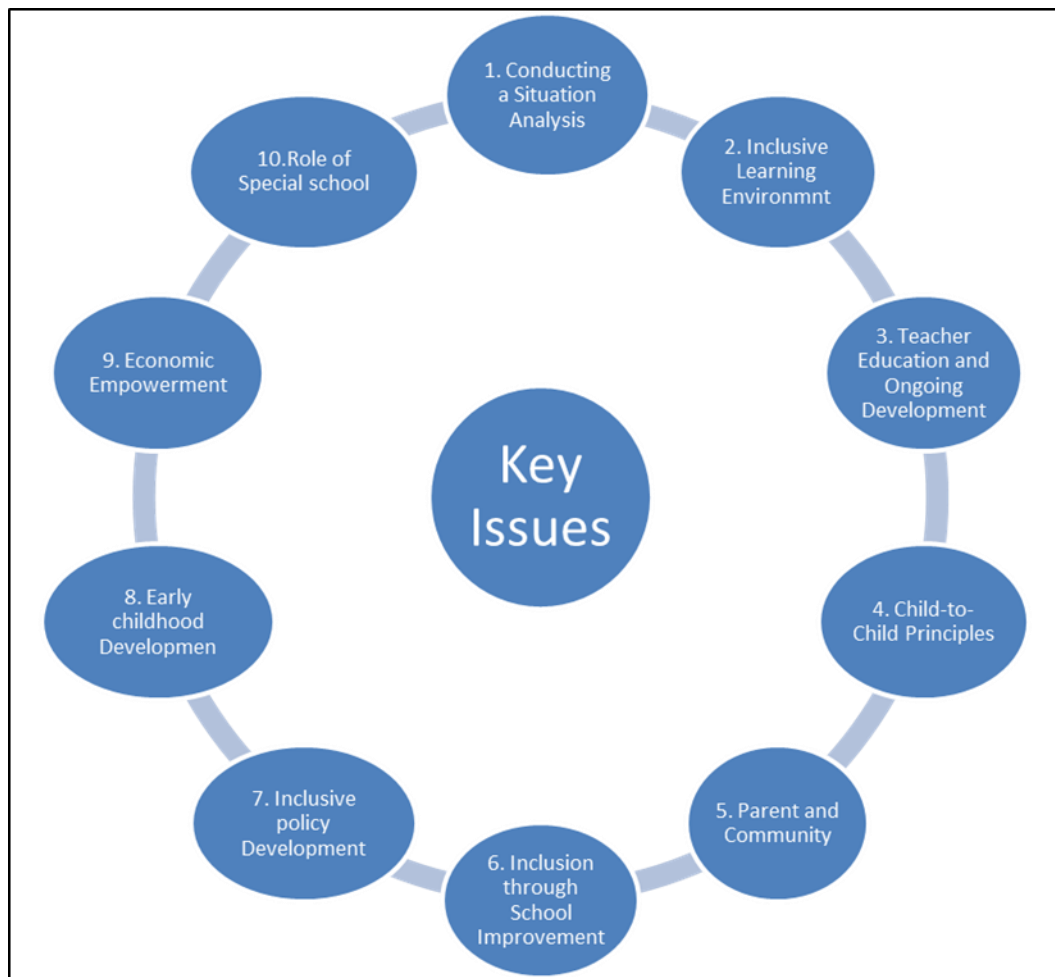 1. Conducting
a Situation
Analysis
2. Inclusive
Learning
Environmnt
3. Teacher
Education and
Ongoing
Development
4. Child-to-
Child Principles
5. Parent and
Community
6. Inclusion
through
School
Improvement
7. Inclusive
policy
Development
8. Early
childhood
Developmen
9. Economic
Empowerment
10.Role of
Special school
Key
Issues